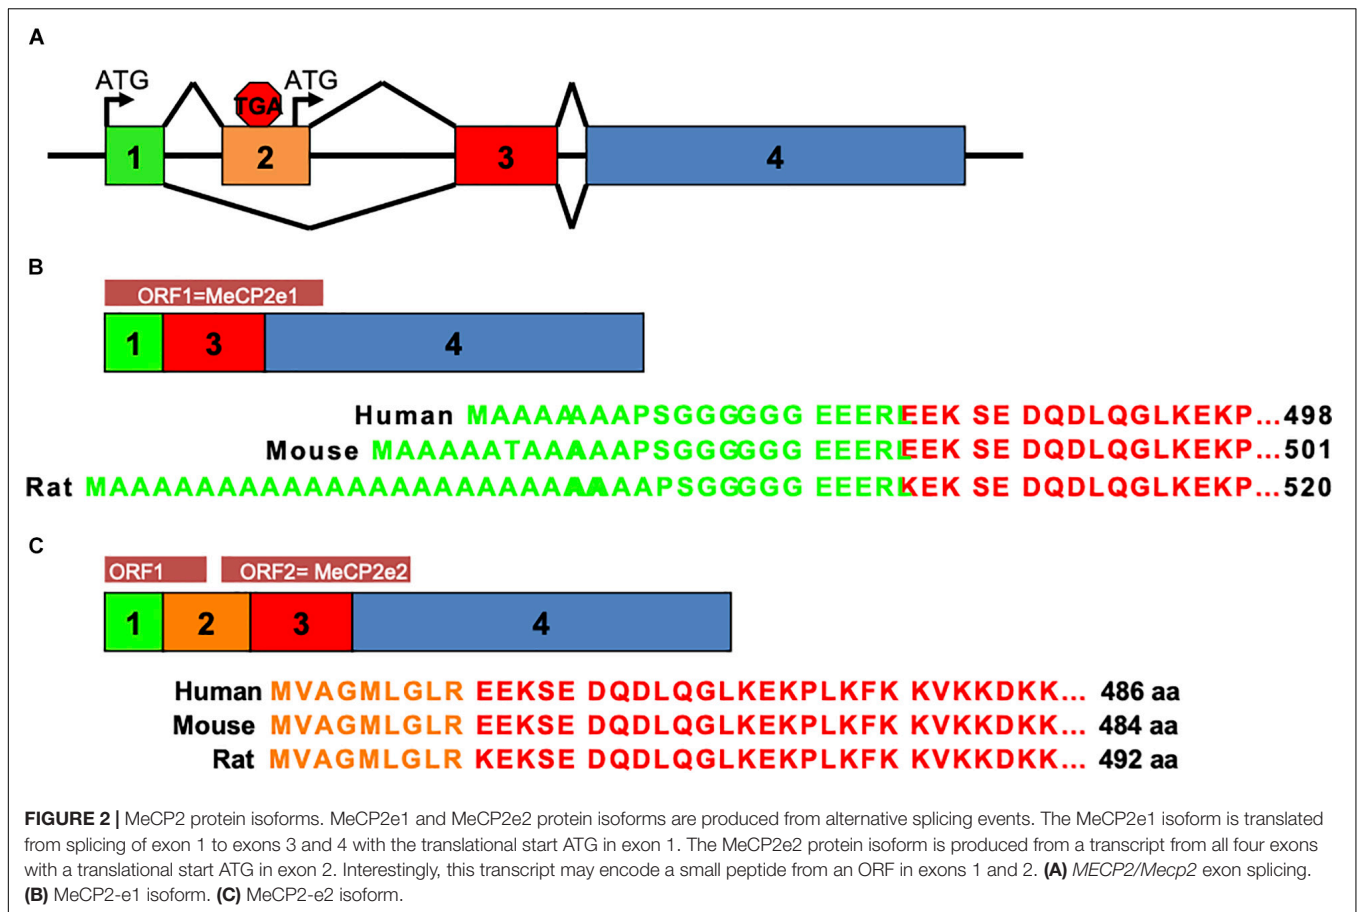 A
ATG
TGA
ATG
1
2
3
4
B
ORF1=MeCP2e1
1
3
4
Human MAAAAAAAPSGGGGGG EEERLEEK SE DQDLQGLKEKP...498
Mouse MAAAAATAAAAAAPSGGGGGG EEERLEEK SE DQDLQGLKEKP...501
Rat EEERLKEK SE DQDLQGLKEKP...520
C
ORF1
ORF2= MeCP2e2
1
2
3
4
Human MVAGMLGLR EEKSE DQDLQGLKEKPLKFK KVKKDKK... 486 aa
Mouse MVAGMLGLR EEKSE DQDLQGLKEKPLKFK KVKKDKK... 484 aa
Rat MVAGMLGLR KEKSE DQDLQGLKEKPLKFK KVKKDKK... 492 aa
FIGURE 2 | MeCP2 protein isoforms. MeCP2e1 and MeCP2e2 protein isoforms are produced from alternative splicing events. The MeCP2e1 isoform is translated
from splicing of exon 1 to exons 3 and 4 with the translational start ATG in exon 1. The MeCP2e2 protein isoform is produced from a transcript from all four exons
with a translational start ATG in exon 2. Interestingly, this transcript may encode a small peptide from an ORF in exons 1 and 2. (A) MECP2/Mecp2 exon splicing.
(B) MeCP2-e1 isoform. (C) MeCP2-e2 isoform.